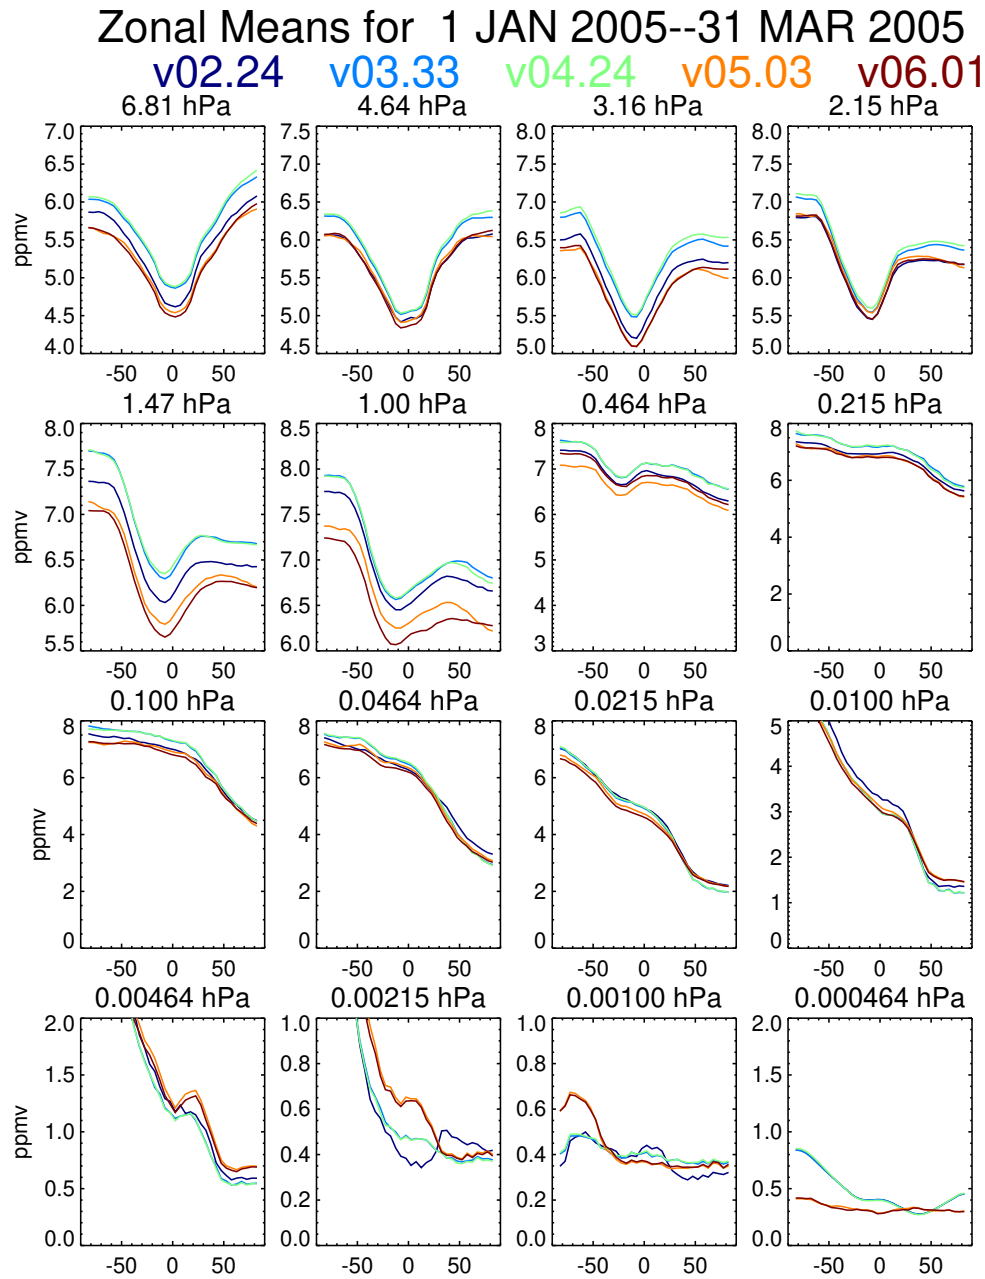 Zonal Means for 1 JAN 2005--31 MAR 2005
v02.24 v03.33 v04.24 v05.03 v06.01
6.81 hPa 4.64 hPa 3.16 hPa 2.15 hPa
7.0 7.5 8.0 8.0
6.5 7.0 7.5 7.5
6.0 6.5 7.0 7.0
5.5 6.0 6.5 6.5
5.0 5.5 6.0 6.0
4.5 5.0 5.5 5.5
4.0 4.5 5.0 5.0
ppmv
-50 0 50 -50 0 50 -50 0 50 -50 0 50
1.47 hPa 1.00 hPa 0.464 hPa 0.215 hPa
8.0 8.5 8 8
7.5 8.0 7 6
7.0 7.5 6 4
6.5 7.0 5 2
6.0 6.5 4 0
5.5 6.0 3
ppmv
-50 0 50 -50 0 50 -50 0 50 -50 0 50
0.100 hPa 0.0464 hPa 0.0215 hPa 0.0100 hPa
8 8 8 5
6 6 6 4
4 4 4 3
2 2 2 2
0 0 0 1
0
ppmv
-50 0 50 -50 0 50 -50 0 50 -50 0 50
0.00464 hPa 0.00215 hPa 0.00100 hPa 0.000464 hPa
2.0 1.0 1.0 2.0
1.5 0.8 0.8 1.5
1.0 0.6 0.6 1.0
0.5 0.4 0.4 0.5
0.0 0.2 0.2 0.0
0.0 0.0
ppmv
-50 0 50 -50 0 50 -50 0 50 -50 0 50